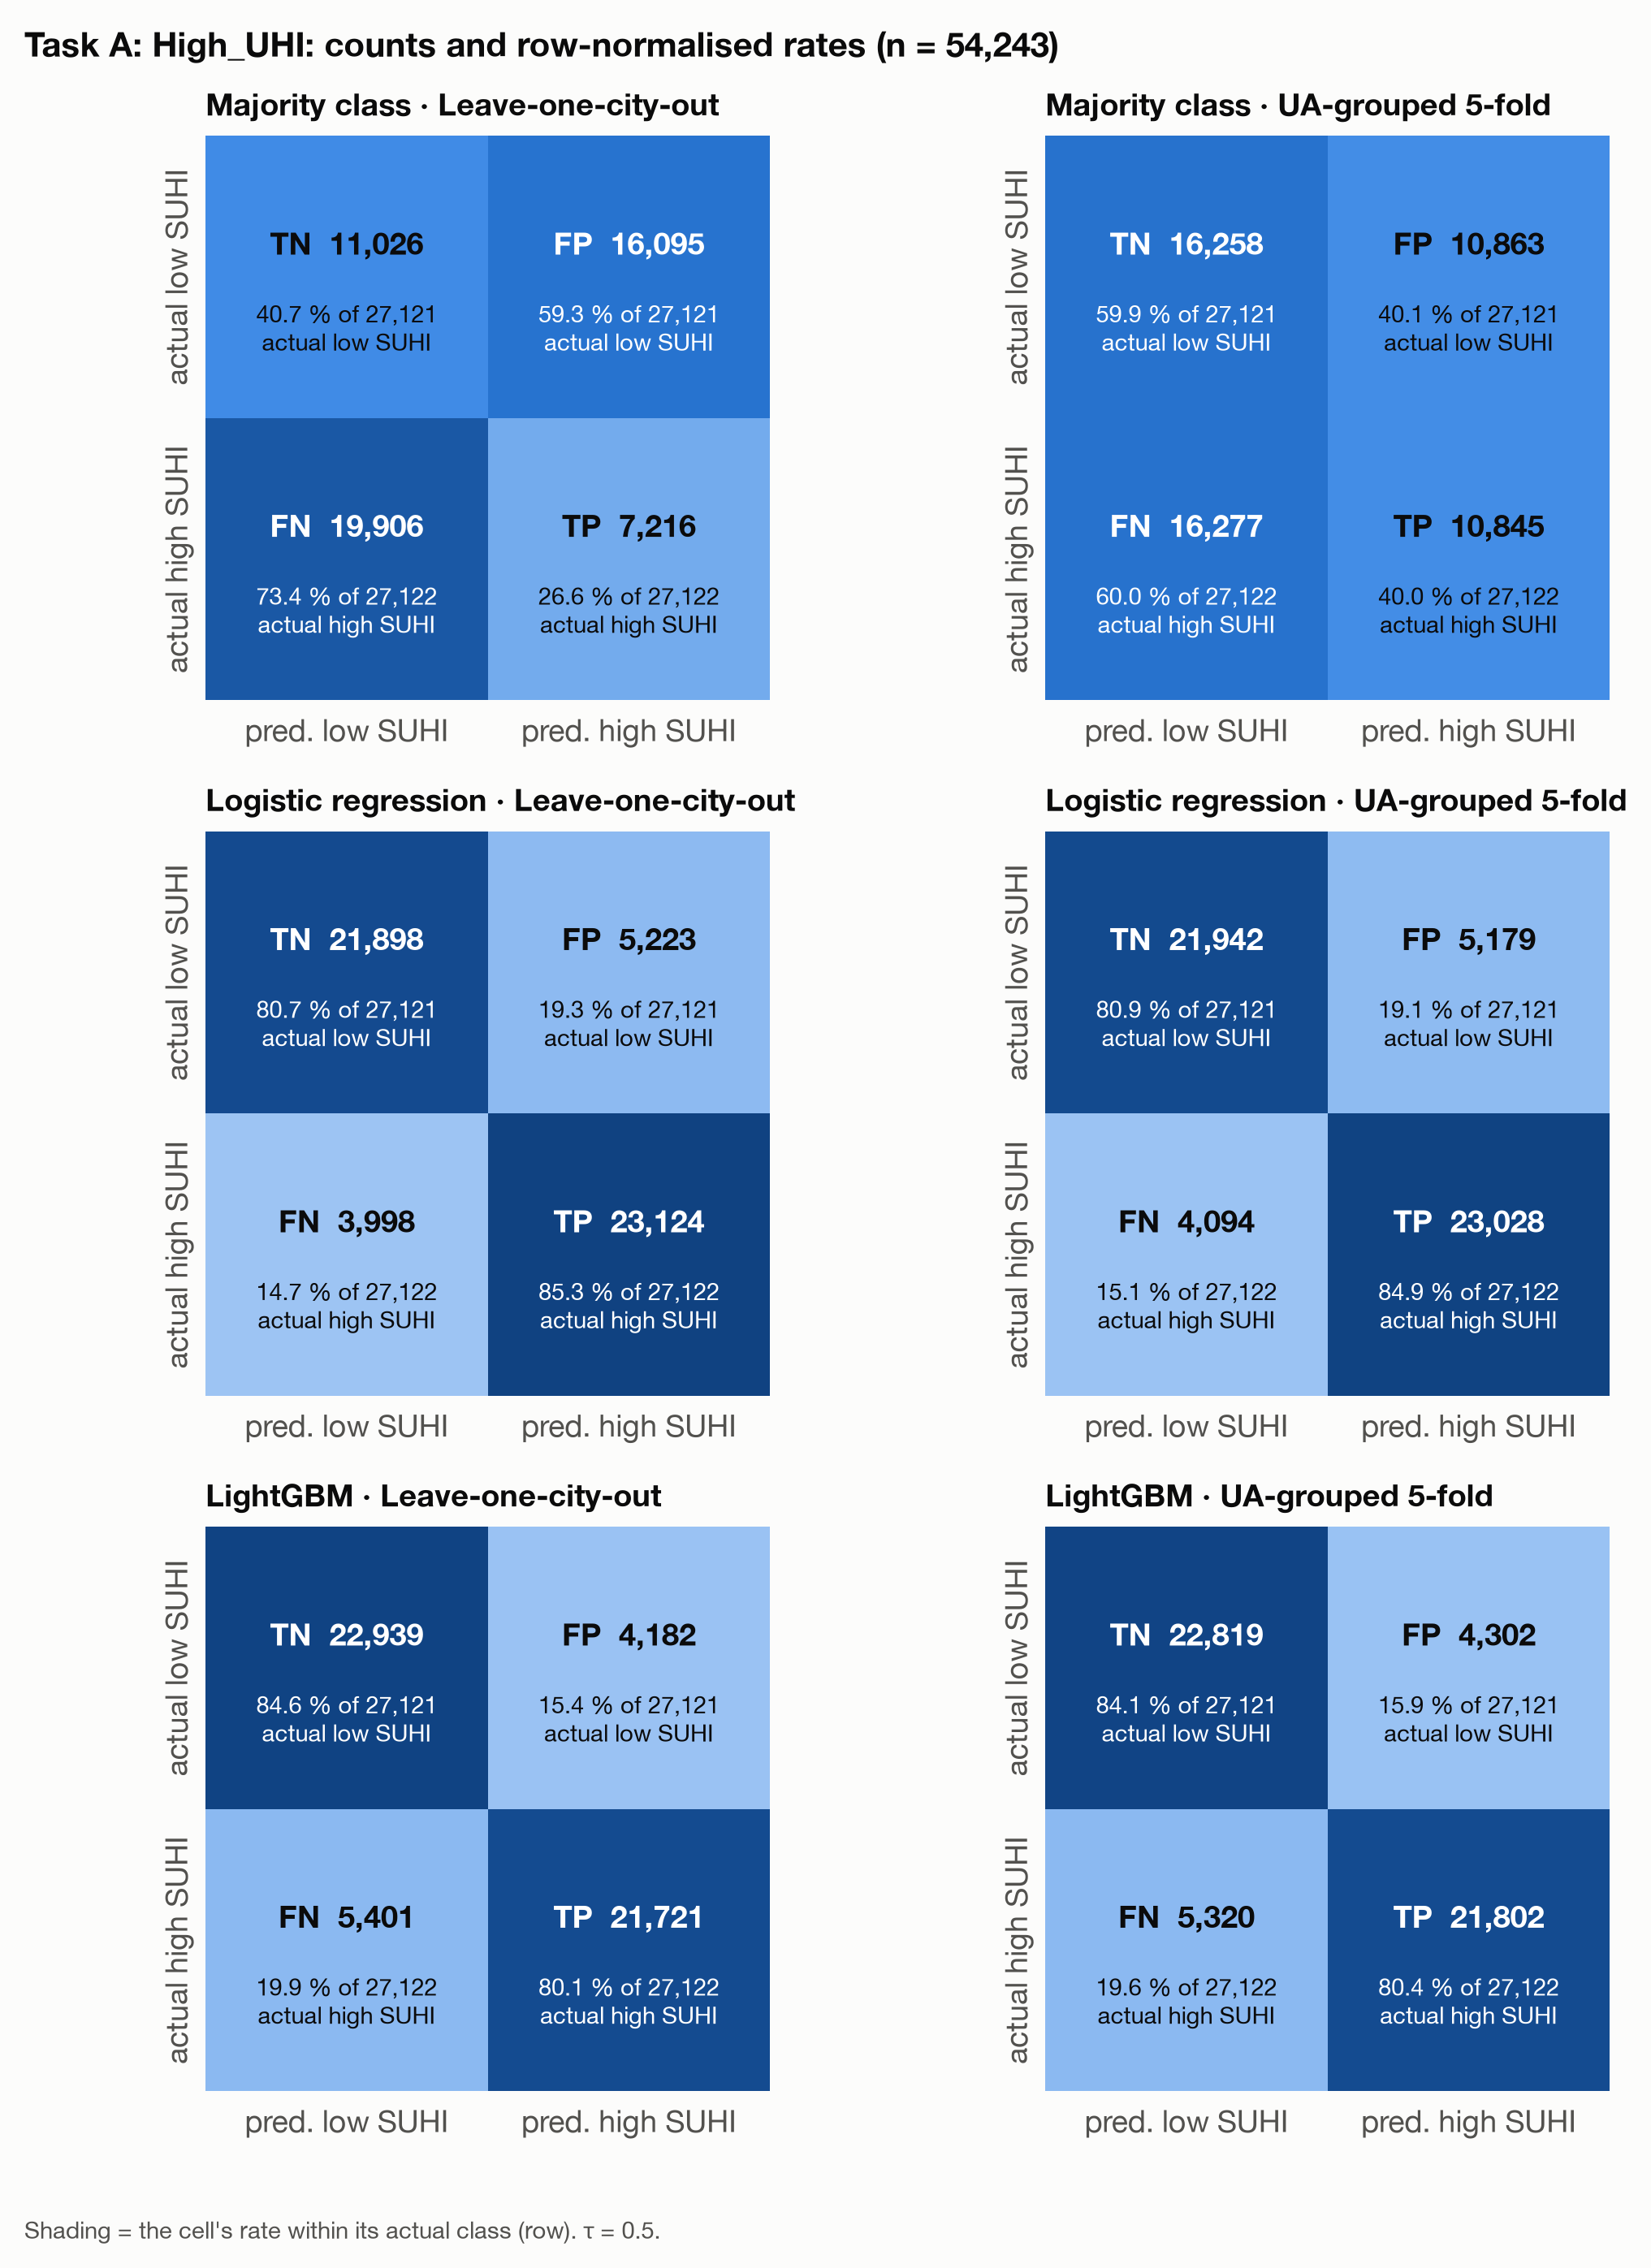 Task A: High_UHI: counts and row-normalised rates (n = 54,243)
Majority class · Leave-one-city-out
actual low SUHI
actual high SUHI
TN 11,026
40.7 % of 27,121
actual low SUHI
FP 16,095
59.3 % of 27,121
actual low SUHI
FN 19,906
73.4 % of 27,122
actual high SUHI
TP 7,216
26.6 % of 27,122
actual high SUHI
pred. low SUHI
pred. high SUHI
Majority class · UA-grouped 5-fold
actual low SUHI
actual high SUHI
TN 16,258
59.9 % of 27,121
actual low SUHI
FP 10,863
40.1 % of 27,121
actual low SUHI
FN 16,277
60.0 % of 27,122
actual high SUHI
TP 10,845
40.0 % of 27,122
actual high SUHI
pred. low SUHI
pred. high SUHI
Logistic regression · Leave-one-city-out
actual low SUHI
actual high SUHI
TN 21,898
80.7 % of 27,121
actual low SUHI
FP 5,223
19.3 % of 27,121
actual low SUHI
FN 3,998
14.7 % of 27,122
actual high SUHI
TP 23,124
85.3 % of 27,122
actual high SUHI
pred. low SUHI
pred. high SUHI
Logistic regression · UA-grouped 5-fold
actual low SUHI
actual high SUHI
TN 21,942
80.9 % of 27,121
actual low SUHI
FP 5,179
19.1 % of 27,121
actual low SUHI
FN 4,094
15.1 % of 27,122
actual high SUHI
TP 23,028
84.9 % of 27,122
actual high SUHI
pred. low SUHI
pred. high SUHI
LightGBM · Leave-one-city-out
actual low SUHI
actual high SUHI
TN 22,939
84.6 % of 27,121
actual low SUHI
FP 4,182
15.4 % of 27,121
actual low SUHI
FN 5,401
19.9 % of 27,122
actual high SUHI
TP 21,721
80.1 % of 27,122
actual high SUHI
pred. low SUHI
pred. high SUHI
LightGBM · UA-grouped 5-fold
actual low SUHI
actual high SUHI
TN 22,819
84.1 % of 27,121
actual low SUHI
FP 4,302
15.9 % of 27,121
actual low SUHI
FN 5,320
19.6 % of 27,122
actual high SUHI
TP 21,802
80.4 % of 27,122
actual high SUHI
pred. low SUHI
pred. high SUHI
Shading = the cell's rate within its actual class (row). τ = 0.5.